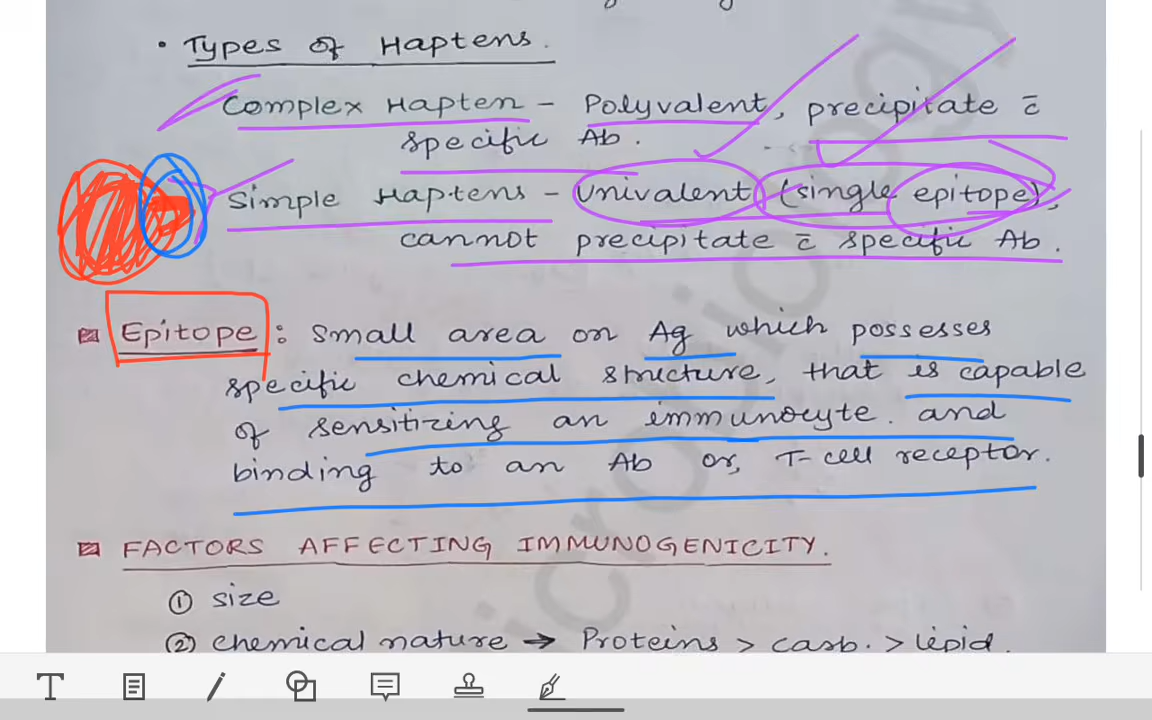 • Types of Haptens.
Complex Hapten - Polyvalent, precipitate c̄
specific Ab.
Simple Haptens - Univalent (single epitope),
cannot precipitate c̄ specific Ab.
Epitope : Small area on Ag which possesses
specific chemical structure, that is capable
of sensitizing an immunocyte. and
binding to an Ab or, T-cell receptor.
FACTORS AFFECTING IMMUNOGENICITY.
① size
② chemical nature → Proteins > carb. > lipid.
T